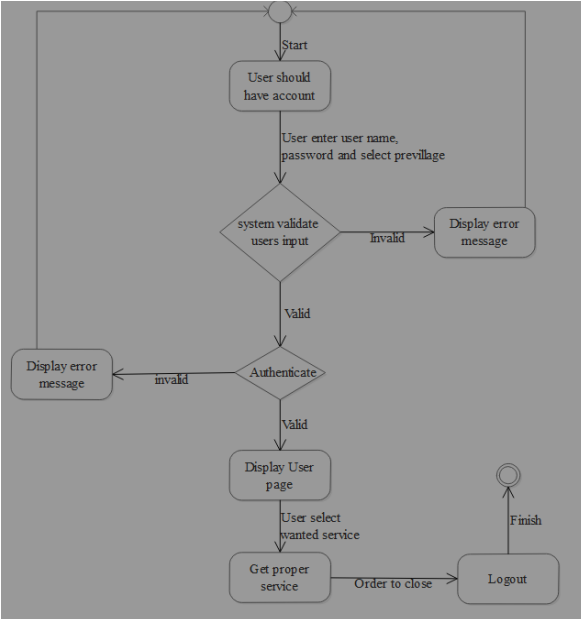 Start
User should
have account
User enter user name,
password and select previllage
system validate
users input
Invalid
Display error
message
Valid
Authenticate
invalid
Display error
message
Valid
Display User
page
User select
wanted service
Get proper
service
Order to close
Logout
Finish